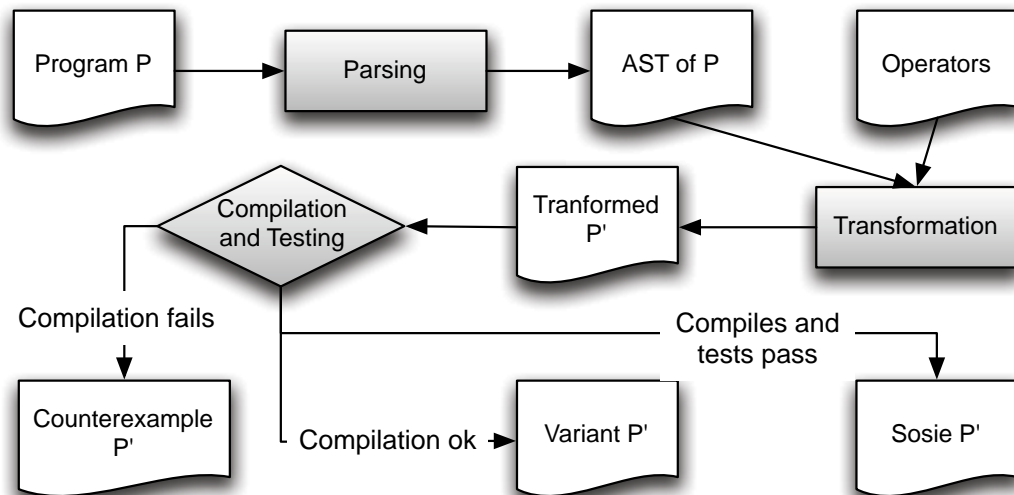 Program P
Parsing
AST of P
Operators
Compilation
and Testing
Tranformed
P'
Transformation
Compilation fails
Compiles and
tests pass
Counterexample
P'
Compilation ok
Variant P'
Sosie P'